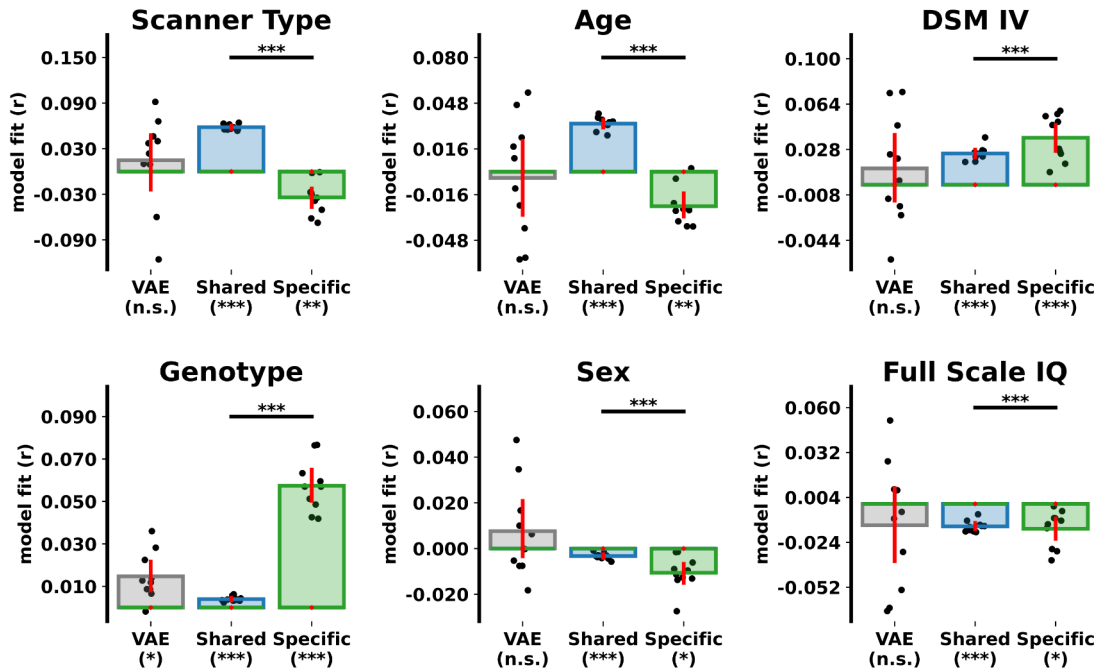 Scanner Type
***
model fit (r)
0.150
0.090
0.030
-0.030
-0.090
VAE
(n.s.)
Shared
(***)
Specific
(**)
Age
***
model fit (r)
0.080
0.048
0.016
-0.016
-0.048
VAE
(n.s.)
Shared
(***)
Specific
(**)
DSM IV
***
model fit (r)
0.100
0.064
0.028
-0.008
-0.044
VAE
(n.s.)
Shared
(***)
Specific
(***)
Genotype
***
model fit (r)
0.090
0.070
0.050
0.030
0.010
VAE
(*)
Shared
(***)
Specific
(***)
Sex
***
model fit (r)
0.060
0.040
0.020
0.000
-0.020
VAE
(n.s.)
Shared
(***)
Specific
(*)
Full Scale IQ
***
model fit (r)
0.060
0.032
0.004
-0.024
-0.052
VAE
(n.s.)
Shared
(***)
Specific
(*)